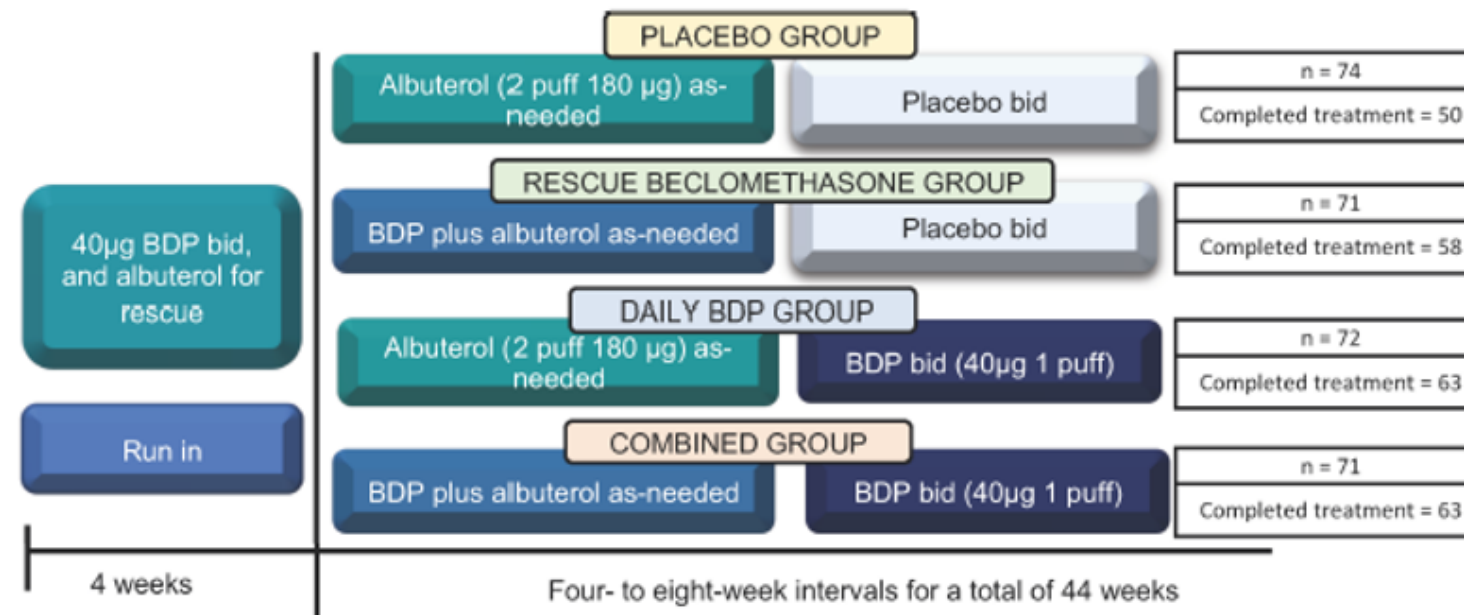 PLACEBO GROUP
Albuterol (2 puff 180 µg) as-
needed
Placebo bid
n = 74
Completed treatment = 50
RESCUE BECLOMETHASONE GROUP
BDP plus albuterol as-needed
Placebo bid
n = 71
Completed treatment = 58
40µg BDP bid,
and albuterol for
rescue
DAILY BDP GROUP
Albuterol (2 puff 180 µg) as-
needed
BDP bid (40µg 1 puff)
n = 72
Completed treatment = 63
Run in
COMBINED GROUP
BDP plus albuterol as-needed
BDP bid (40µg 1 puff)
n = 71
Completed treatment = 63
4 weeks
Four- to eight-week intervals for a total of 44 weeks